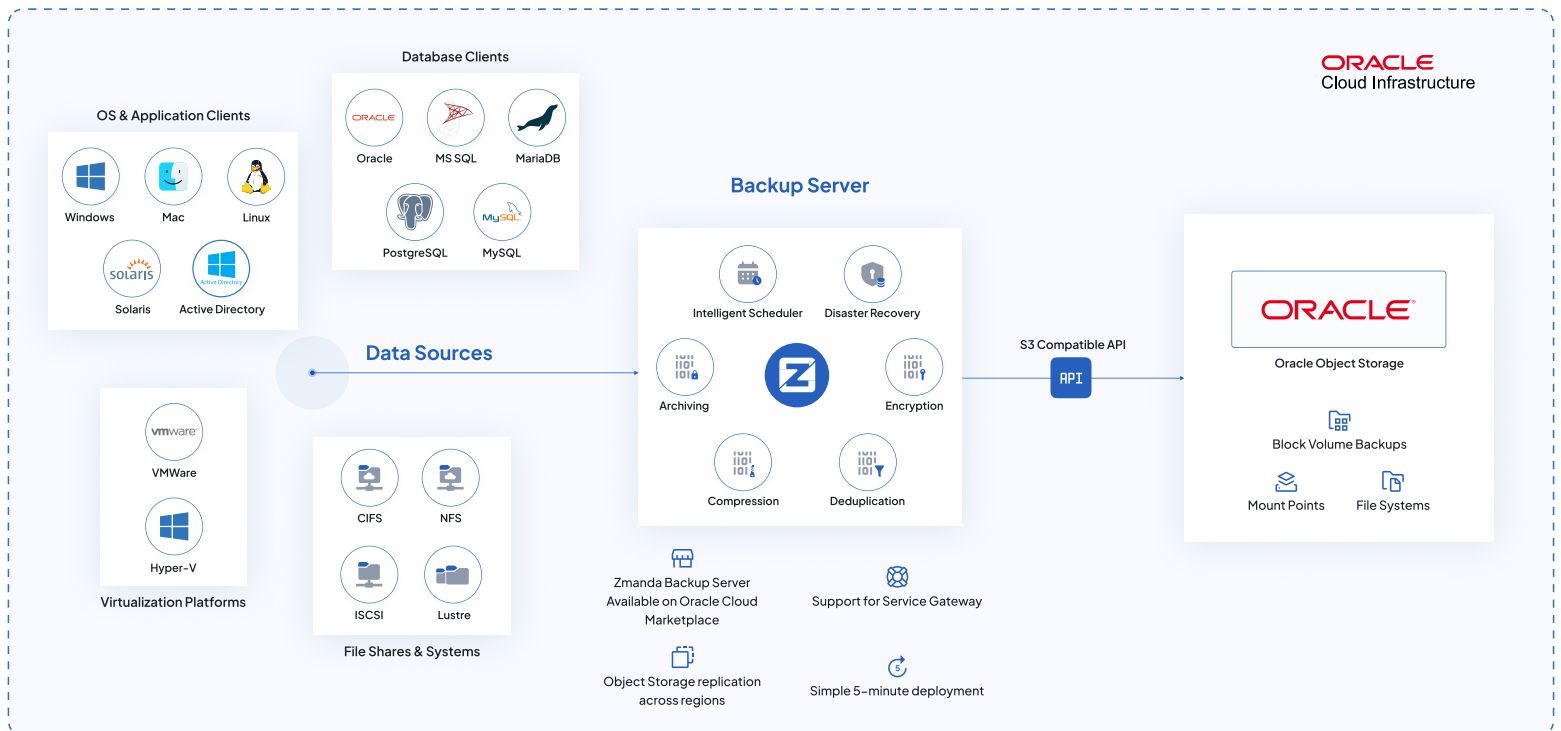 ORACLE
Cloud Infrastructure
Database Clients
ORACLE
Oracle
MS SQL
MariaDB
PostgreSQL
MySQL
MySQL
OS & Application Clients
Windows
Mac
Linux
solaris
Solaris
Active Directory
Active Directory
Data Sources
vmware
VMWare
Hyper-V
Virtualization Platforms
CIFS
NFS
ISCSI
Lustre
File Shares & Systems
Backup Server
Intelligent Scheduler
Disaster Recovery
Archiving
Z
Encryption
Compression
Deduplication
Zmanda Backup Server
Available on Oracle Cloud
Marketplace
Support for Service Gateway
Object Storage replication
across regions
5
Simple 5-minute deployment
S3 Compatible API
API
ORACLE®
Oracle Object Storage
Block Volume Backups
Mount Points
File Systems